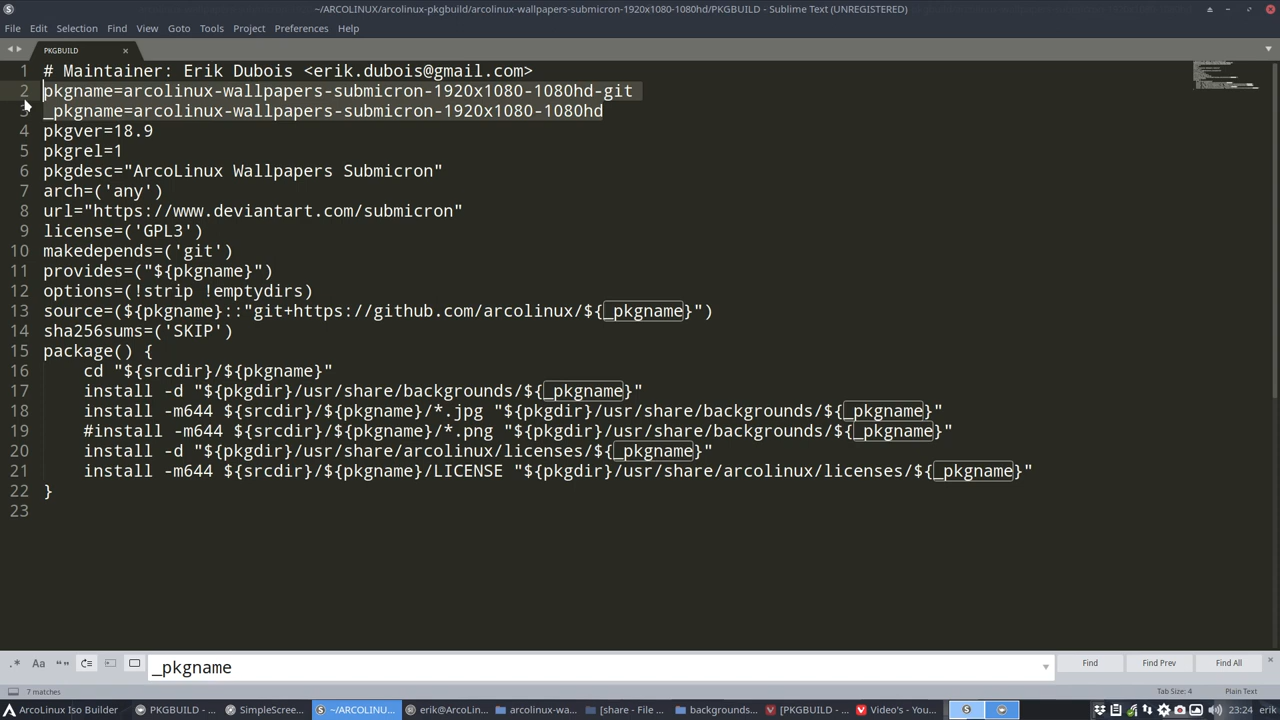 ~/ARCOLINUX/arcolinux-pkgbuild/arcolinux-wallpapers-submicron-1920x1080-1080hd/PKGBUILD - Sublime Text (UNREGISTERED)
File Edit Selection Find View Goto Tools Project Preferences Help
PKGBUILD ×
1 # Maintainer: Erik Dubois <erik.dubois@gmail.com>
2 pkgname=arcolinux-wallpapers-submicron-1920x1080-1080hd-git
3 _pkgname=arcolinux-wallpapers-submicron-1920x1080-1080hd
4 pkgver=18.9
5 pkgrel=1
6 pkgdesc="ArcoLinux Wallpapers Submicron"
7 arch=('any')
8 url="https://www.deviantart.com/submicron"
9 license=('GPL3')
10 makedepends=('git')
11 provides=("${pkgname}")
12 options=(!strip !emptydirs)
13 source=(${pkgname}::"git+https://github.com/arcolinux/${_pkgname}")
14 sha256sums=('SKIP')
15 package() {
16     cd "${srcdir}/${pkgname}"
17     install -d "${pkgdir}/usr/share/backgrounds/${_pkgname}"
18     install -m644 ${srcdir}/${pkgname}/*.jpg "${pkgdir}/usr/share/backgrounds/${_pkgname}"
19     #install -m644 ${srcdir}/${pkgname}/*.png "${pkgdir}/usr/share/backgrounds/${_pkgname}"
20     install -d "${pkgdir}/usr/share/arcolinux/licenses/${_pkgname}"
21     install -m644 ${srcdir}/${pkgname}/LICENSE "${pkgdir}/usr/share/arcolinux/licenses/${_pkgname}"
22 }
23
.* Aa “” _pkgname Find Find Prev Find All
7 matches Tab Size: 4 Plain Text
ArcoLinux Iso Builder PKGBUILD - ... SimpleScreen... ~/ARCOLINU... erik@ArcoLin... arcolinux-wa... [share - File ... backgrounds... [PKGBUILD - ... Video's - You... 23:24 erik